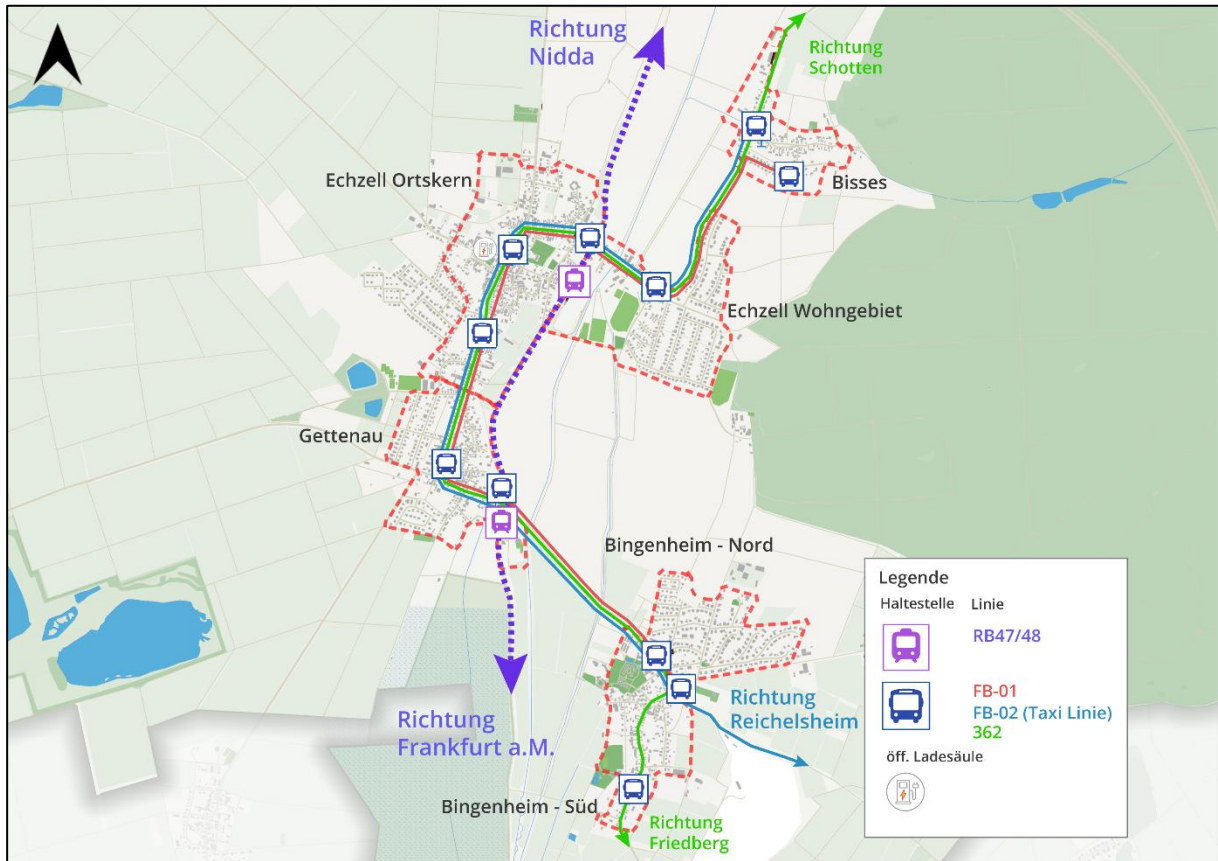 Richtung
Nidda
Richtung
Schotten
Echzell Ortskern
Bisses
Echzell Wohngebiet
Gettenau
Bingenheim - Nord
Richtung
Reichelsheim
Richtung
Frankfurt a.M.
Bingenheim - Süd
Richtung
Friedberg
Legende
Haltestelle Linie
RB47/48
FB-01
FB-02 (Taxi Linie)
362
öff. Ladesäule